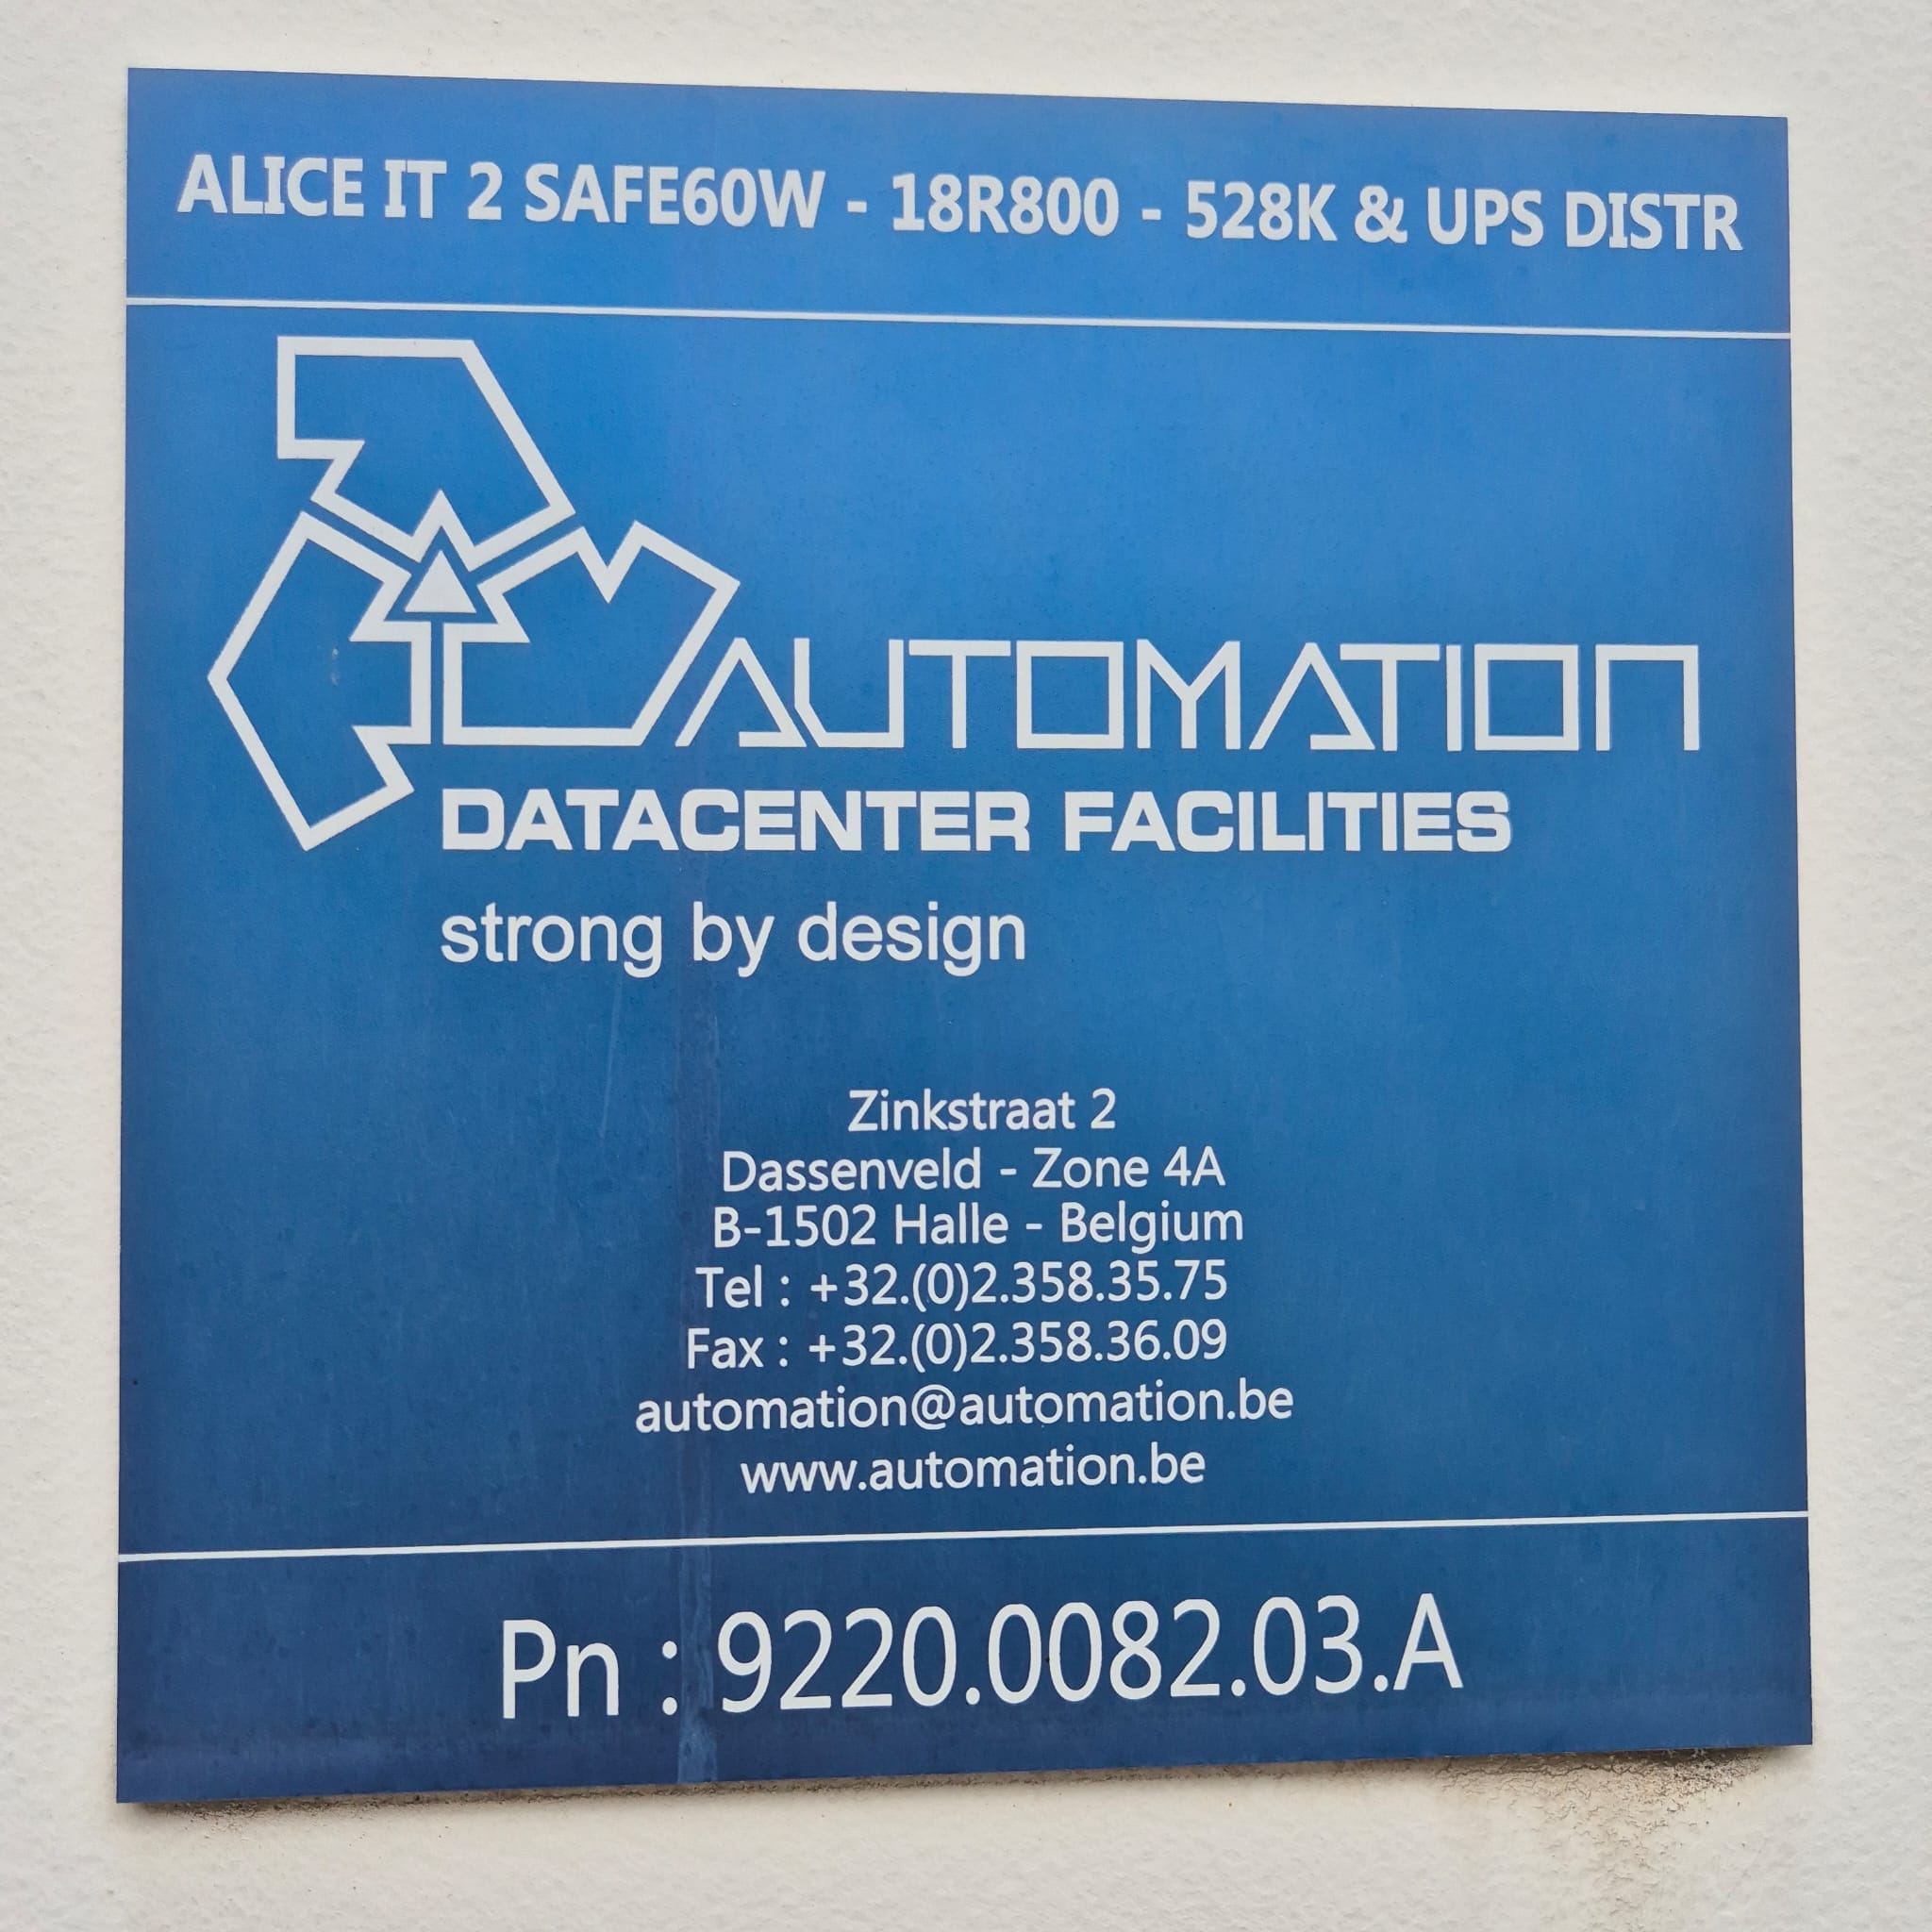 ALICE IT 2 SAFE60W - 18R800 - 528K & UPS DISTR
AUTOMATION
DATACENTER FACILITIES
strong by design
Zinkstraat 2
Dassenveld - Zone 4A
B-1502 Halle - Belgium
Tel : +32.(0)2.358.35.75
Fax : +32.(0)2.358.36.09
automation@automation.be
www.automation.be
Pn : 9220.0082.03.A